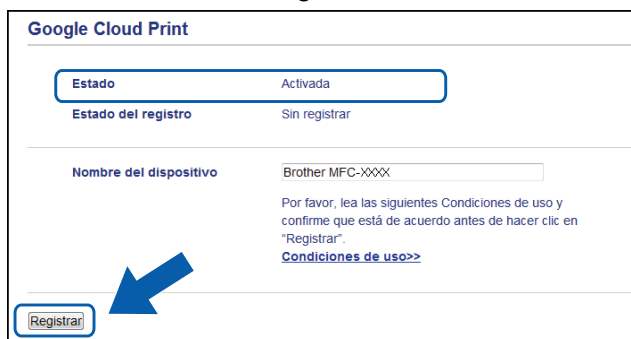 Google Cloud Print
Estado Activada
Estado del registro Sin registrar
Nombre del dispositivo Brother MFC-XXXX
Por favor, lea las siguientes Condiciones de uso y
confirme que está de acuerdo antes de hacer clic en
"Registrar".
Condiciones de uso>>
Registrar